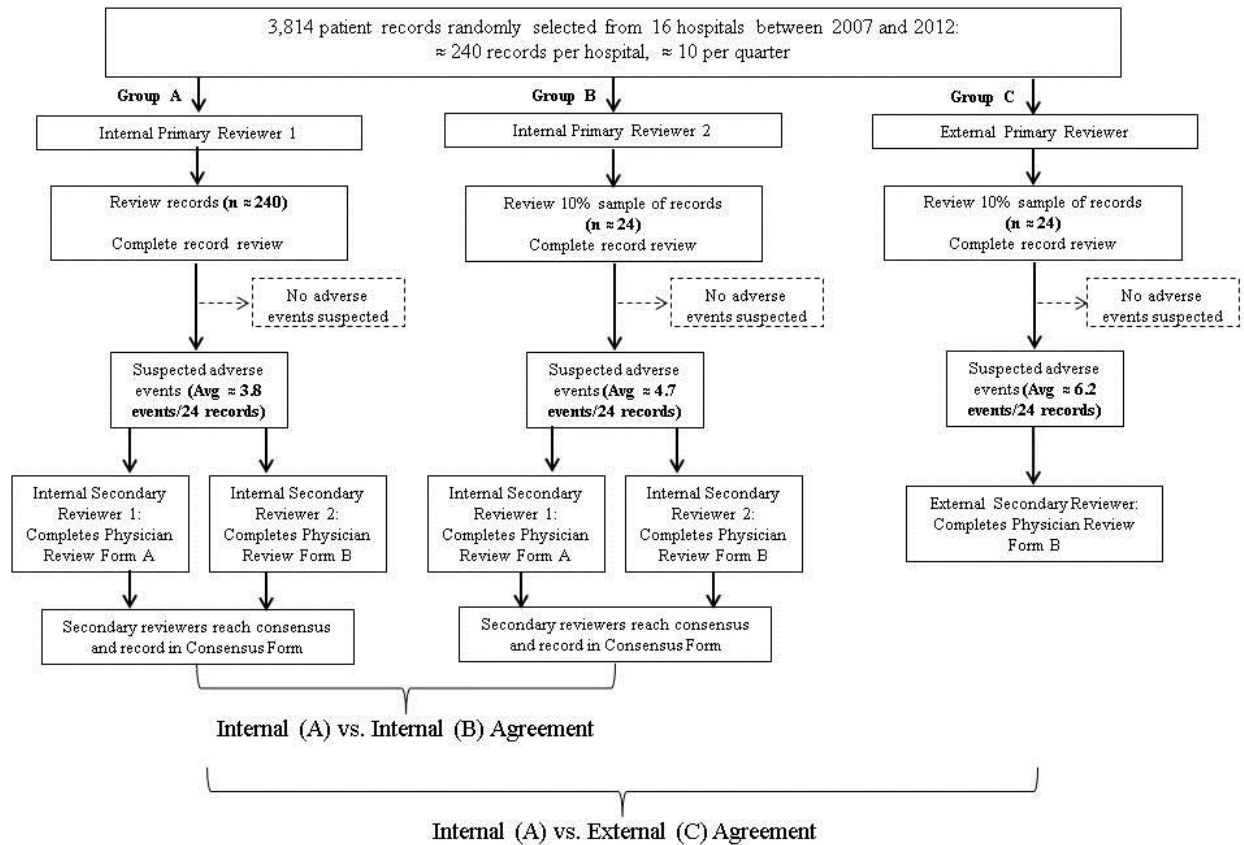 3,814 patient records randomly selected from 16 hospitals between 2007 and 2012:
≈ 240 records per hospital, ≈ 10 per quarter
Group A
Internal Primary Reviewer 1
Review records (n ≈ 240)
Complete record review
No adverse
events suspected
Suspected adverse
events (Avg ≈ 3.8
events/24 records)
Internal Secondary
Reviewer 1:
Completes Physician
Review Form A
Internal Secondary
Reviewer 2:
Completes Physician
Review Form B
Secondary reviewers reach consensus
and record in Consensus Form
Group B
Internal Primary Reviewer 2
Review 10% sample of records
(n ≈ 24)
Complete record review
No adverse
events suspected
Suspected adverse
events (Avg ≈ 4.7
events/24 records)
Internal Secondary
Reviewer 1:
Completes Physician
Review Form A
Internal Secondary
Reviewer 2:
Completes Physician
Review Form B
Secondary reviewers reach consensus
and record in Consensus Form
Group C
External Primary Reviewer
Review 10% sample of records
(n ≈ 24)
Complete record review
No adverse
events suspected
Suspected adverse
events (Avg ≈ 6.2
events/24 records)
External Secondary Reviewer:
Completes Physician Review
Form B
Internal (A) vs. Internal (B) Agreement
Internal (A) vs. External (C) Agreement